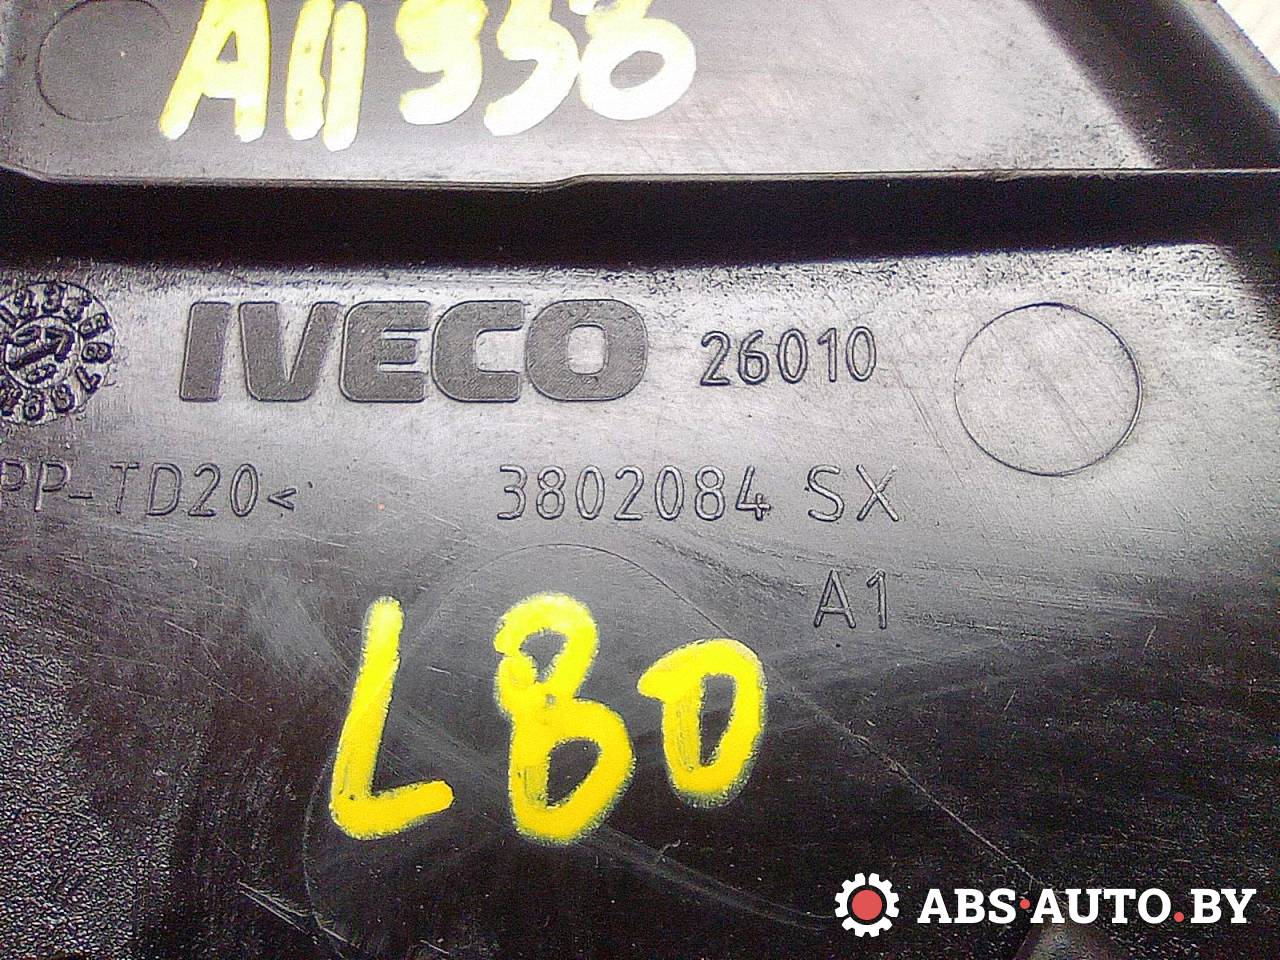 A11938
IVECO 26010
PP-TD20< 3802084 SX
A1
L80
ABS·AUTO.BY